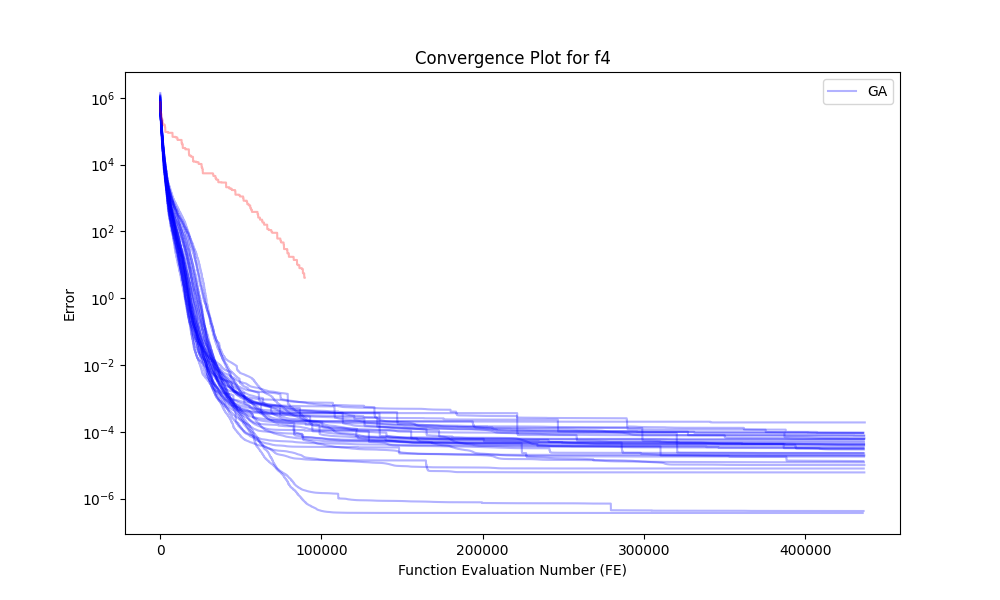 Convergence Plot for f4
GA
10^6
10^4
10^2
10^0
10^−2
10^−4
10^−6
Error
0 100000 200000 300000 400000
Function Evaluation Number (FE)